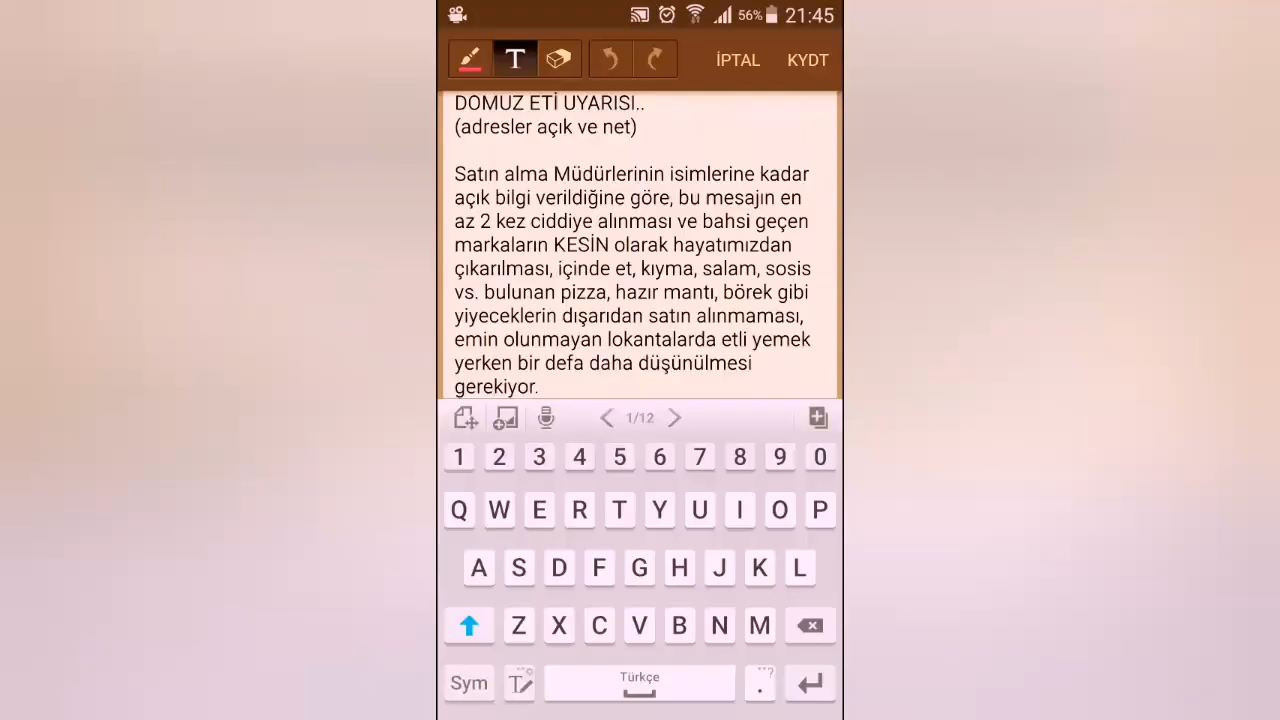 56% 21:45
T İPTAL KYDT
DOMUZ ETİ UYARISI..
(adresler açık ve net)
Satın alma Müdürlerinin isimlerine kadar
açık bilgi verildiğine göre, bu mesajın en
az 2 kez ciddiye alınması ve bahsi geçen
markaların KESİN olarak hayatımızdan
çıkarılması, içinde et, kıyma, salam, sosis
vs. bulunan pizza, hazır mantı, börek gibi
yiyeceklerin dışarıdan satın alınmaması,
emin olunmayan lokantalarda etli yemek
yerken bir defa daha düşünülmesi
gerekiyor.
1/12
1 2 3 4 5 6 7 8 9 0
Q W E R T Y U I O P
A S D F G H J K L
Z X C V B N M
Sym T Türkçe . ?